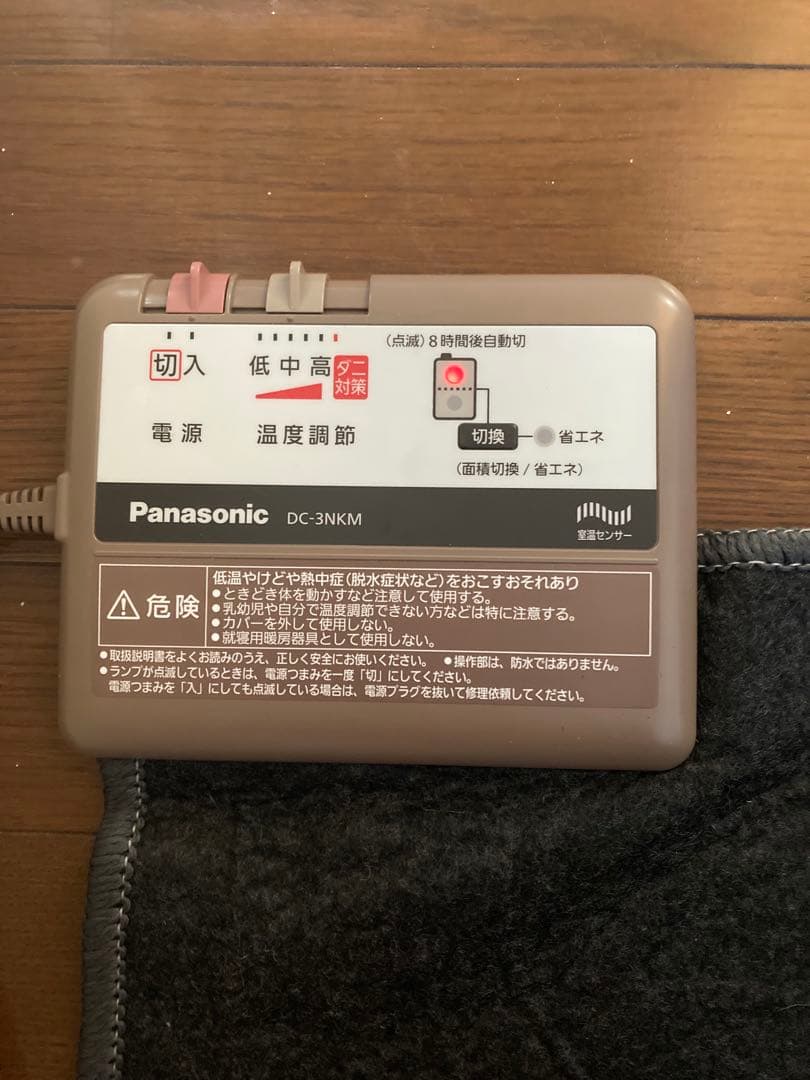 (点滅)8時間後自動切
切入
低 中 高 ダニ対策
電源
温度調節
切換
省エネ
(面積切換/省エネ)
Panasonic DC-3NKM
室温センサー
⚠危険
低温やけどや熱中症(脱水症状など)をおこすおそれあり
●ときどき体を動かすなど注意して使用する。
●乳幼児や自分で温度調節できない方などは特に注意する。
●カバーを外して使用しない。
●就寝用暖房器具として使用しない。
●取扱説明書をよくお読みのうえ、正しく安全にお使いください。 ●操作部は、防水ではありません。
●ランプが点滅しているときは、電源つまみを一度「切」にしてください。
電源つまみを「入」にしても点滅している場合は、電源プラグを抜いて修理依頼してください。